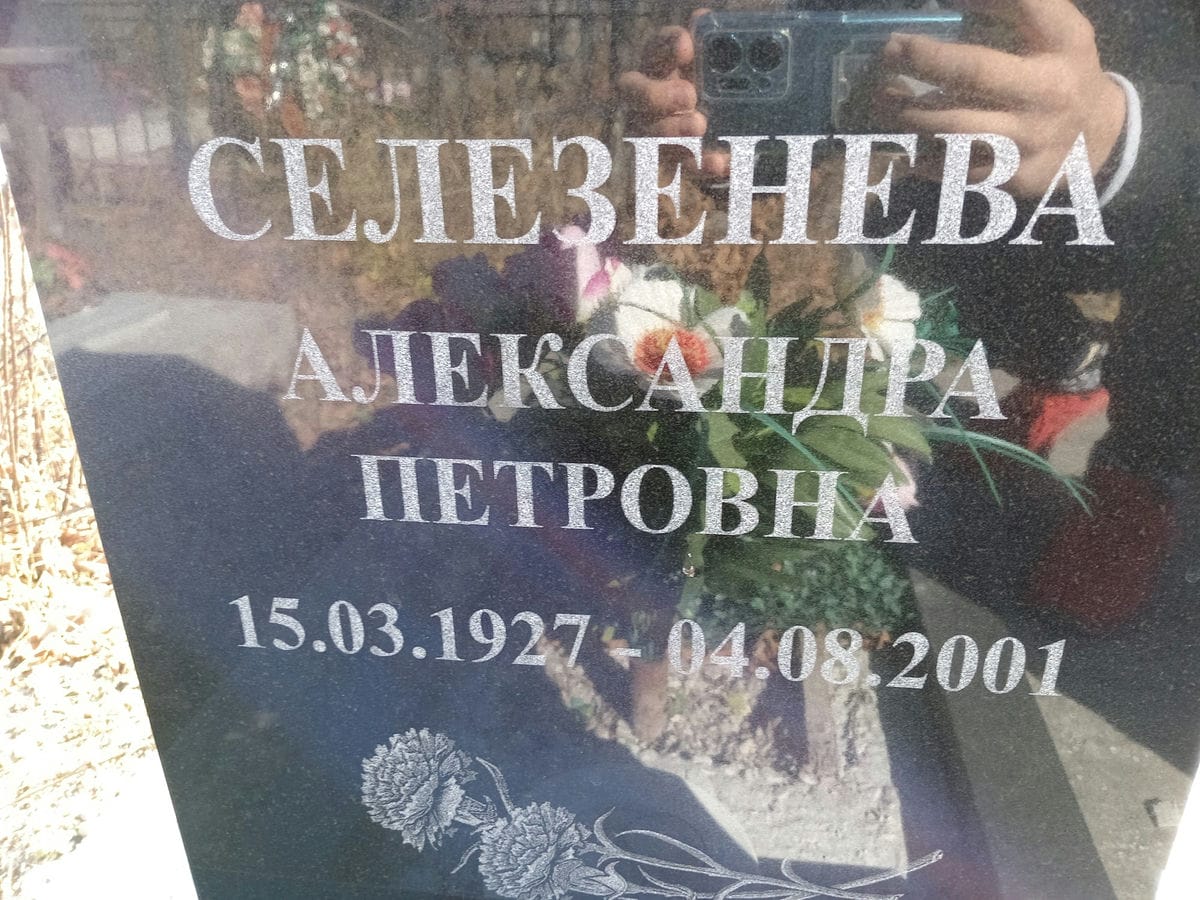 СЕЛЕЗЕНЕВА
АЛЕКСАНДРА
ПЕТРОВНА
15.03.1927 - 04.08.2001